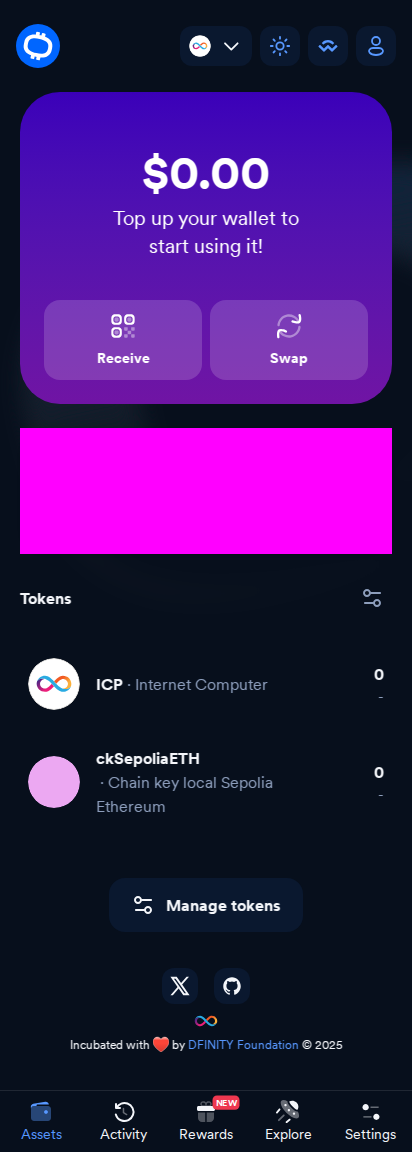 $0.00
Top up your wallet to
start using it!
Receive
Swap
Tokens
ICP · Internet Computer
0
-
ckSepoliaETH
· Chain key local Sepolia
Ethereum
0
-
Manage tokens
Incubated with ❤️ by DFINITY Foundation © 2025
NEW
Assets
Activity
Rewards
Explore
Settings